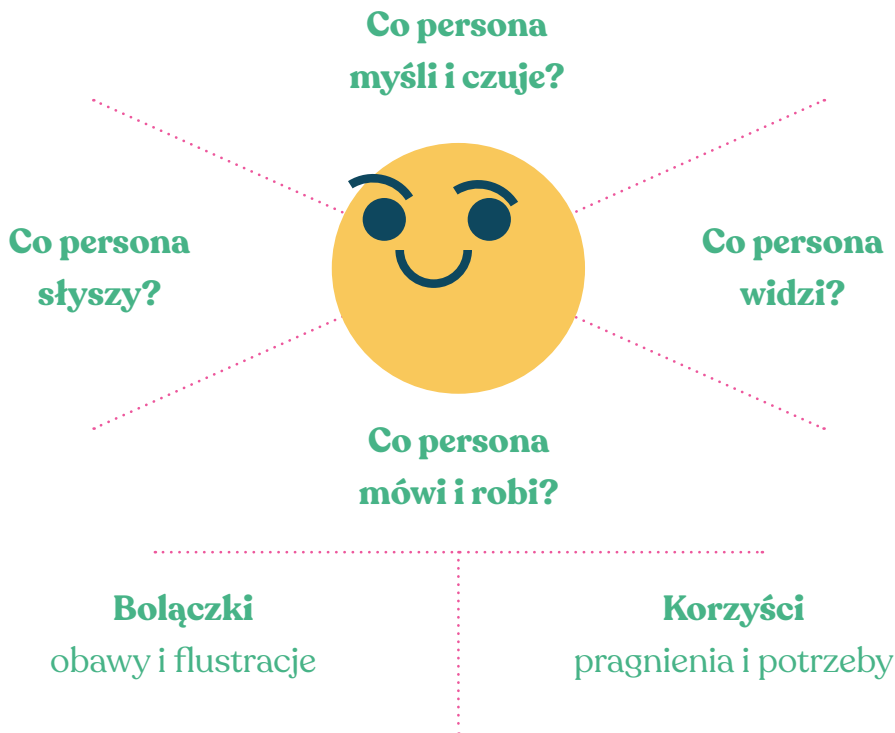 Co persona
myśli i czuje?
Co persona
słyszy?
Co persona
widzi?
Co persona
mówi i robi?
Bolączki
obawy i flustracje
Korzyści
pragnienia i potrzeby